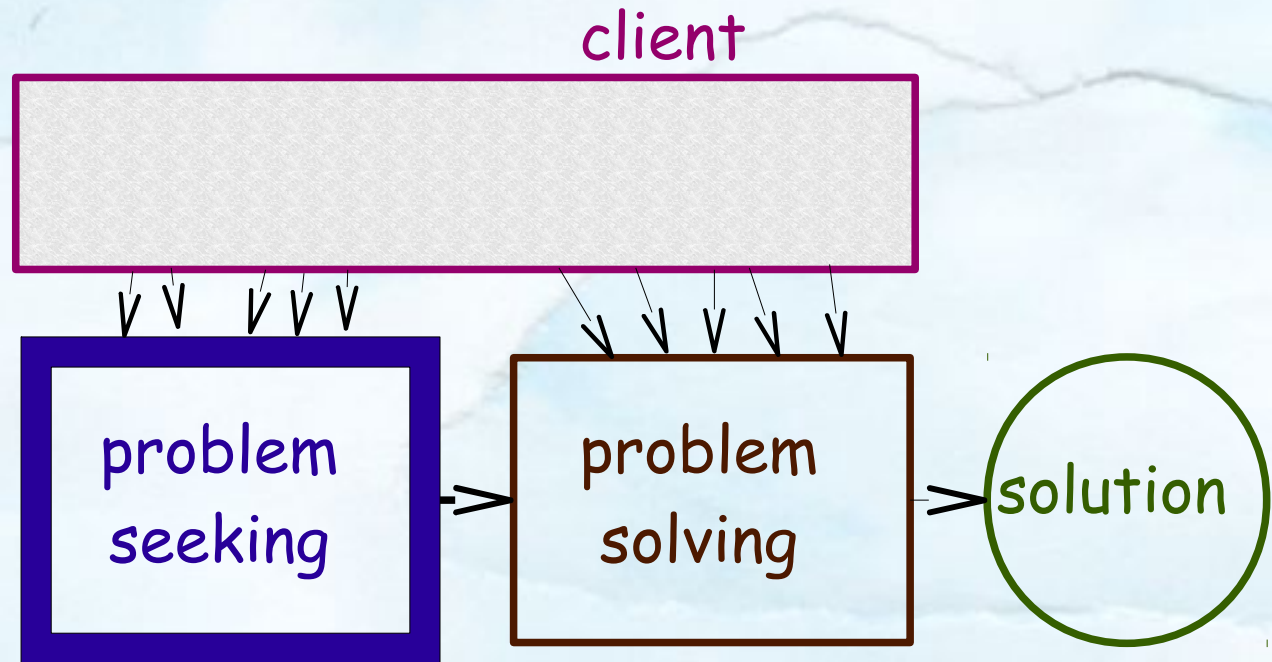 client
problem
seeking
problem
solving
solution